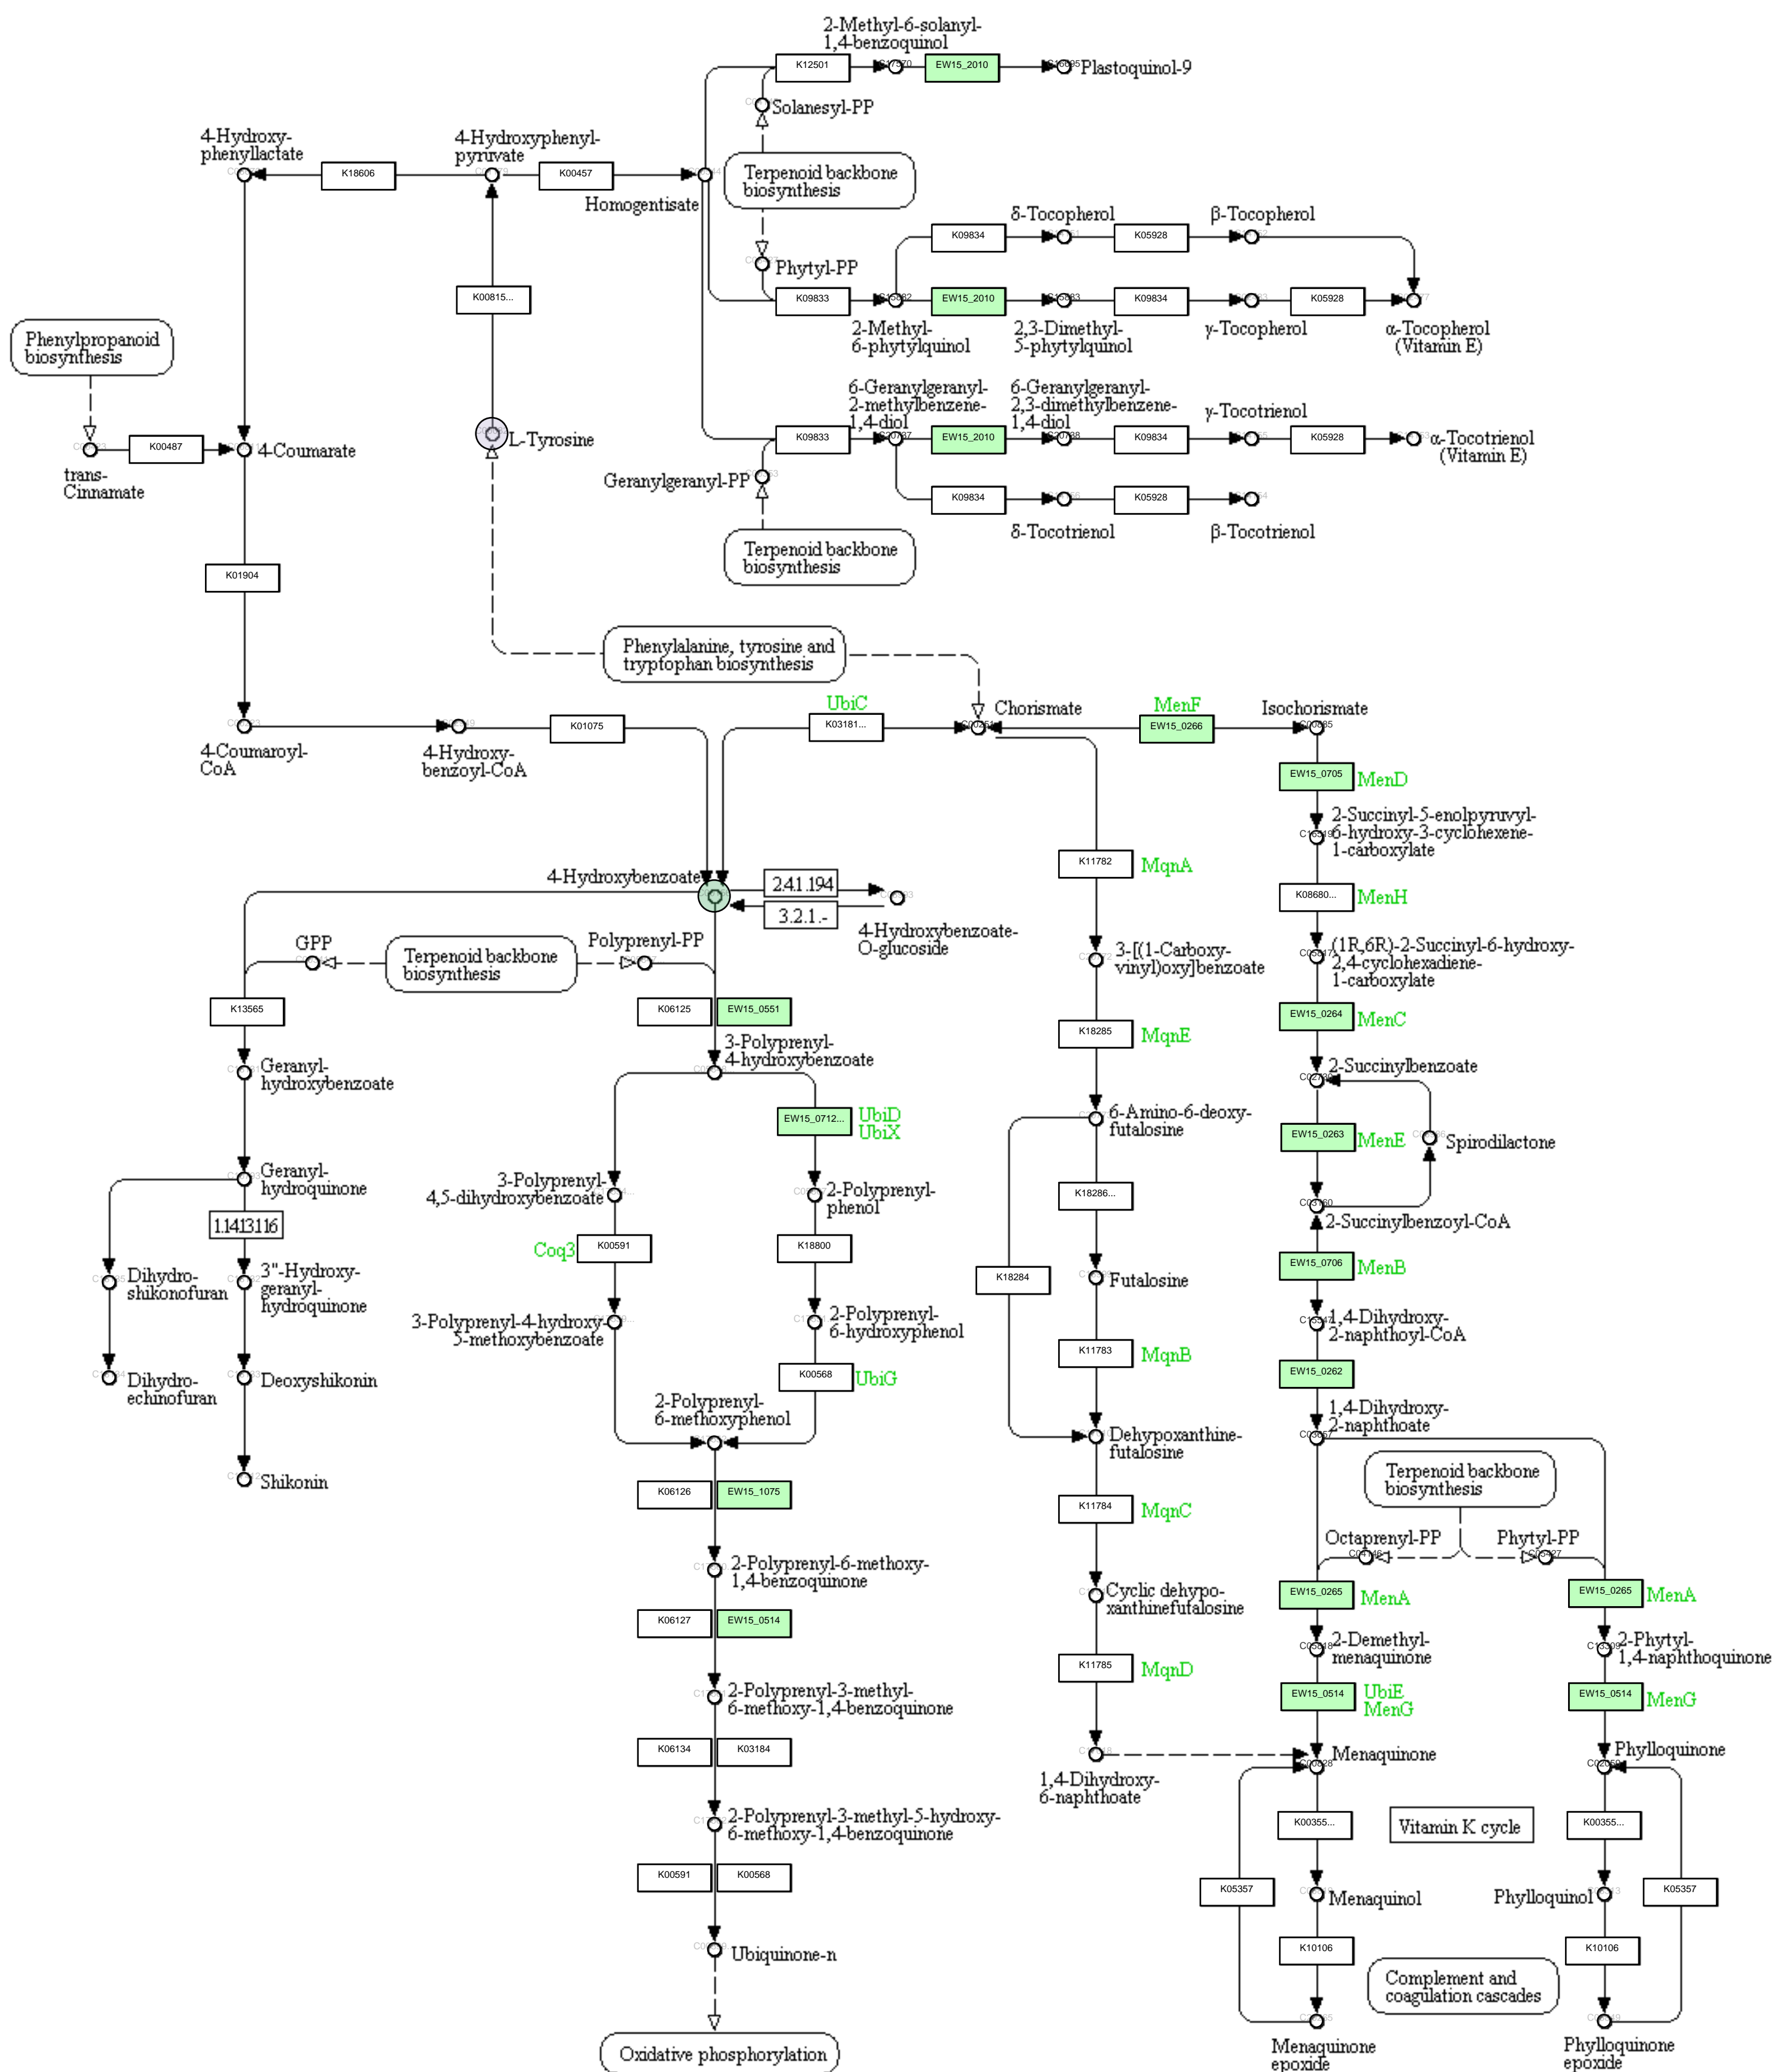 2-Methyl-6-solanyl-
1,4-benzoquinol
K12501
EW15_2010
Plastoquinol-9
Solanesyl-PP
4-Hydroxy-
phenyllactate
4-Hydroxyphenyl-
pyruvate
K18606
K00457
Homogentisate
Terpenoid backbone
biosynthesis
δ-Tocopherol
β-Tocopherol
K09834
K05928
Phytyl-PP
K00815...
K09833
EW15_2010
K09834
K05928
2-Methyl-
6-phytylquinol
2,3-Dimethyl-
5-phytylquinol
γ-Tocopherol
α-Tocopherol
(Vitamin E)
Phenylpropanoid
biosynthesis
6-Geranylgeranyl-
2-methylbenzene-
1,4-diol
6-Geranylgeranyl-
2,3-dimethylbenzene-
1,4-diol
γ-Tocotrienol
L-Tyrosine
K09833
EW15_2010
K09834
K05928
α-Tocotrienol
(Vitamin E)
K00487
4-Coumarate
trans-
Cinnamate
Geranylgeranyl-PP
K09834
K05928
δ-Tocotrienol
β-Tocotrienol
Terpenoid backbone
biosynthesis
K01904
Phenylalanine, tyrosine and
tryptophan biosynthesis
UbiC
K03181...
C00251
Chorismate
MenF
EW15_0266
Isochorismate
C00885
K01075
4-Coumaroyl-
CoA
4-Hydroxy-
benzoyl-CoA
EW15_0705
MenD
2-Succinyl-5-enolpyruvyl-
6-hydroxy-3-cyclohexene-
1-carboxylate
K11782
MqnA
4-Hydroxybenzoate
2.4.1.194
3.2.1.-
4-Hydroxybenzoate-
O-glucoside
K08680...
MenH
GPP
Terpenoid backbone
biosynthesis
Polyprenyl-PP
3-[(1-Carboxy-
vinyl)oxy]benzoate
(1R,6R)-2-Succinyl-6-hydroxy-
2,4-cyclohexadiene-
1-carboxylate
K13565
K06125
EW15_0551
K18285
MqnE
EW15_0264
MenC
3-Polyprenyl-
4-hydroxybenzoate
Geranyl-
hydroxybenzoate
2-Succinylbenzoate
EW15_0712...
UbiD
UbiX
6-Amino-6-deoxy-
futalosine
EW15_0263
MenE
Spirodilactone
Geranyl-
hydroquinone
3-Polyprenyl-
4,5-dihydroxybenzoate
2-Polyprenyl-
phenol
K18286...
C03160
2-Succinylbenzoyl-CoA
1.14.13.116
Coq3
K00591
K18800
K18284
EW15_0706
MenB
Dihydro-
shikonofuran
3"-Hydroxy-
geranyl-
hydroquinone
Futalosine
3-Polyprenyl-4-hydroxy-
5-methoxybenzoate
2-Polyprenyl-
6-hydroxyphenol
1,4-Dihydroxy-
2-naphthoyl-CoA
K11783
MqnB
Dihydro-
echinofuran
Deoxyshikonin
K00568
UbiG
EW15_0262
2-Polyprenyl-
6-methoxyphenol
Dehypoxanthine-
futalosine
1,4-Dihydroxy-
2-naphthoate
C03657
Shikonin
Terpenoid backbone
biosynthesis
K06126
EW15_1075
K11784
MqnC
Octaprenyl-PP
Phytyl-PP
2-Polyprenyl-6-methoxy-
1,4-benzoquinone
Cyclic dehypo-
xanthinefutalosine
EW15_0265
MenA
EW15_0265
MenA
K06127
EW15_0514
2-Demethyl-
menaquinone
2-Phytyl-
1,4-naphthoquinone
K11785
MqnD
2-Polyprenyl-3-methyl-
6-methoxy-1,4-benzoquinone
EW15_0514
UbiE
MenG
EW15_0514
MenG
K06134
K03184
1,4-Dihydroxy-
6-naphthoate
Menaquinone
C00828
Phylloquinone
C02059
2-Polyprenyl-3-methyl-5-hydroxy-
6-methoxy-1,4-benzoquinone
K00355...
Vitamin K cycle
K00355...
K00591
K00568
K05357
Menaquinol
Phylloquinol
K05357
Ubiquinone-n
K10106
K10106
Complement and
coagulation cascades
Oxidative phosphorylation
Menaquinone
epoxide
Phylloquinone
epoxide